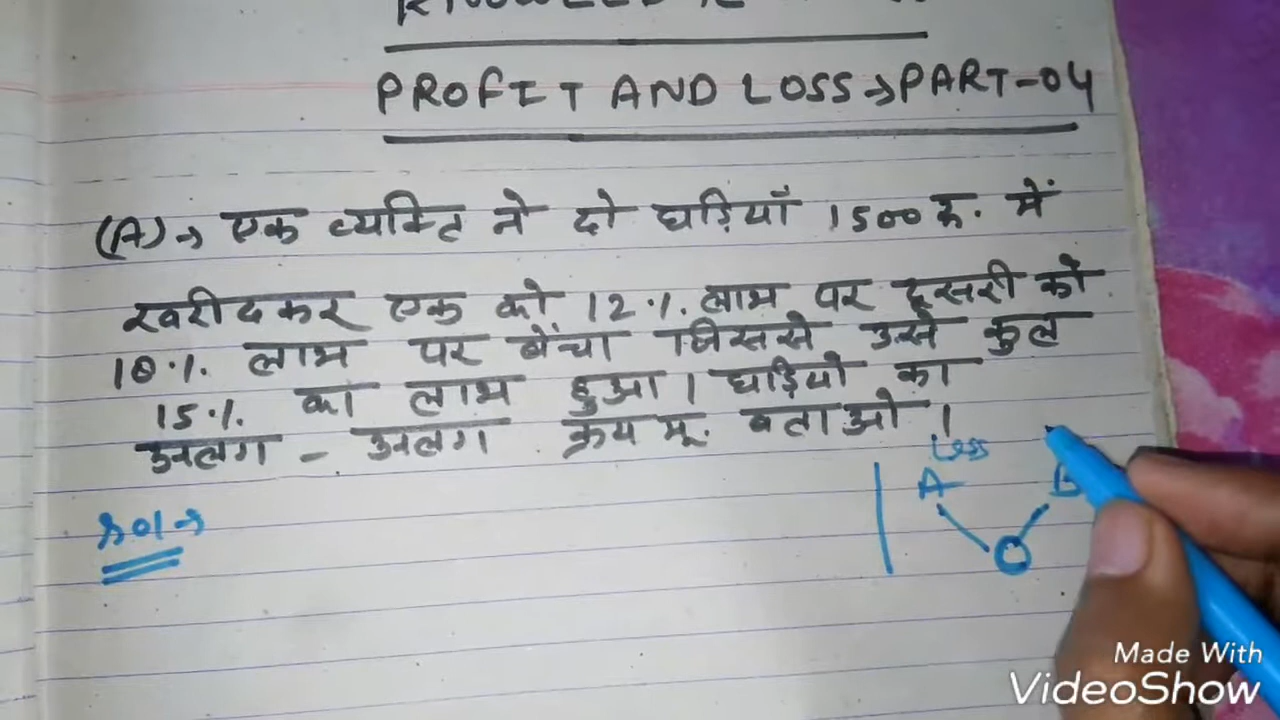 PROFIT AND LOSS→PART-04
(A)→ एक व्यक्ति ने दो घड़ियाँ 1500 रु. में
खरीदकर एक को 12%. लाभ पर दूसरी को
18%. लाभ पर बेंचा जिससे उसे कुल
15%. का लाभ हुआ। घड़ियो का
अलग - अलग क्रय मू. बताओ।
Less
A B
Sol→
O
Made With
VideoShow